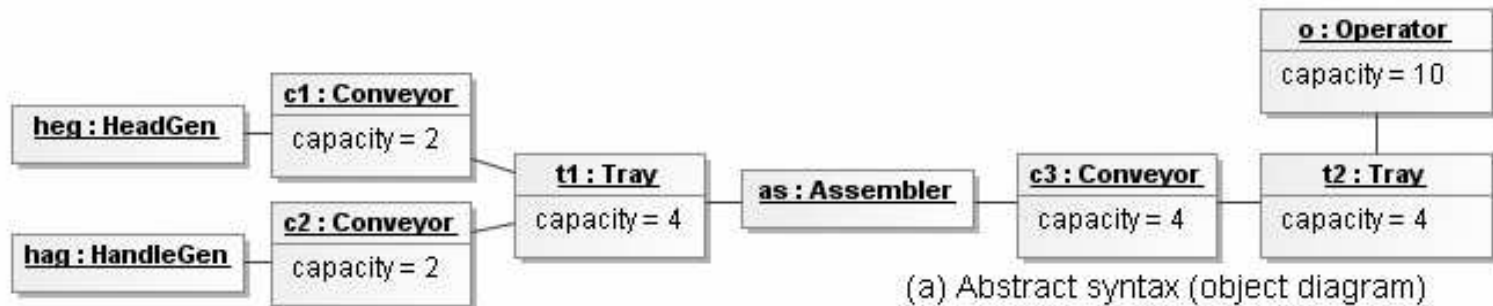 heg : HeadGen
c1 : Conveyor
capacity = 2
hag : HandleGen
c2 : Conveyor
capacity = 2
t1 : Tray
capacity = 4
as : Assembler
c3 : Conveyor
capacity = 4
o : Operator
capacity = 10
t2 : Tray
capacity = 4
(a) Abstract syntax (object diagram)